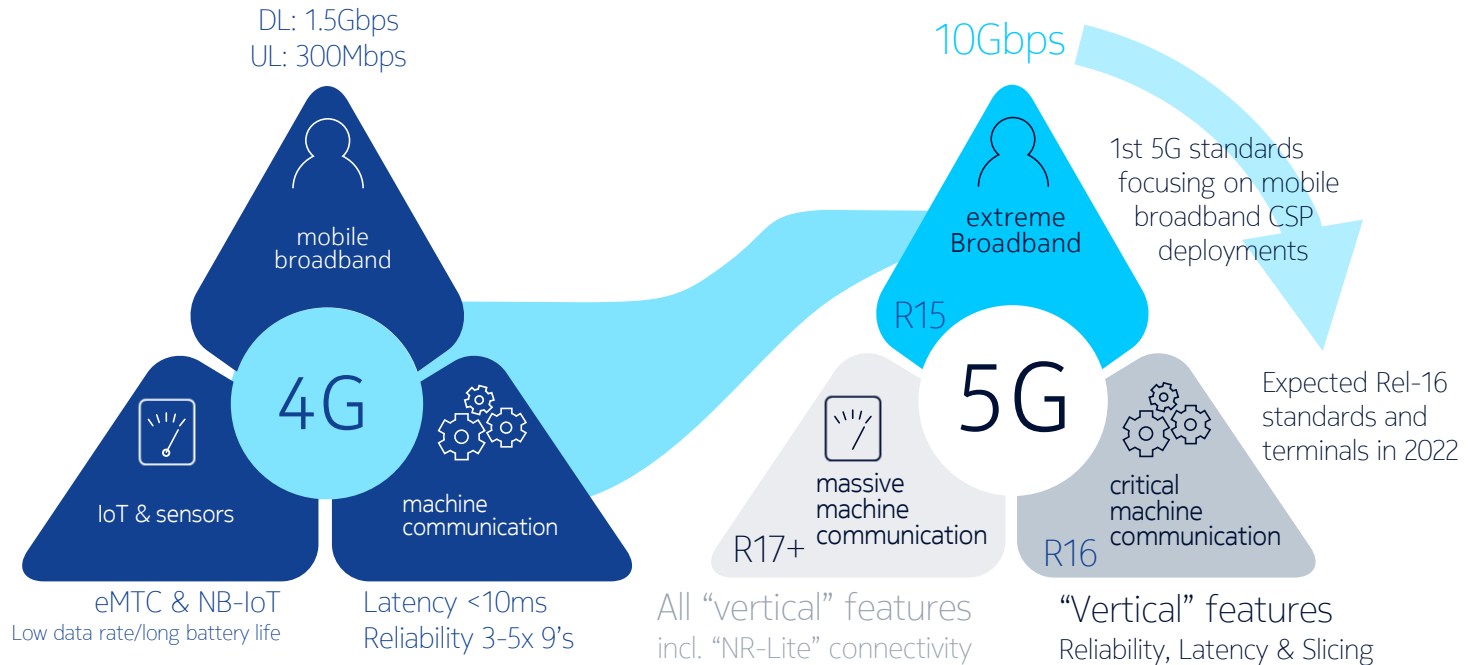 DL: 1.5Gbps
UL: 300Mbps
mobile
broadband
4G
IoT & sensors
machine
communication
eMTC & NB-IoT
Low data rate/long battery life
Latency <10ms
Reliability 3-5x 9's
10Gbps
1st 5G standards
focusing on mobile
broadband CSP
deployments
extreme
Broadband
R15
5G
Expected Rel-16
standards and
terminals in 2022
massive
machine
communication
R17+
critical
machine
communication
R16
All “vertical” features
incl. “NR-Lite” connectivity
“Vertical” features
Reliability, Latency & Slicing